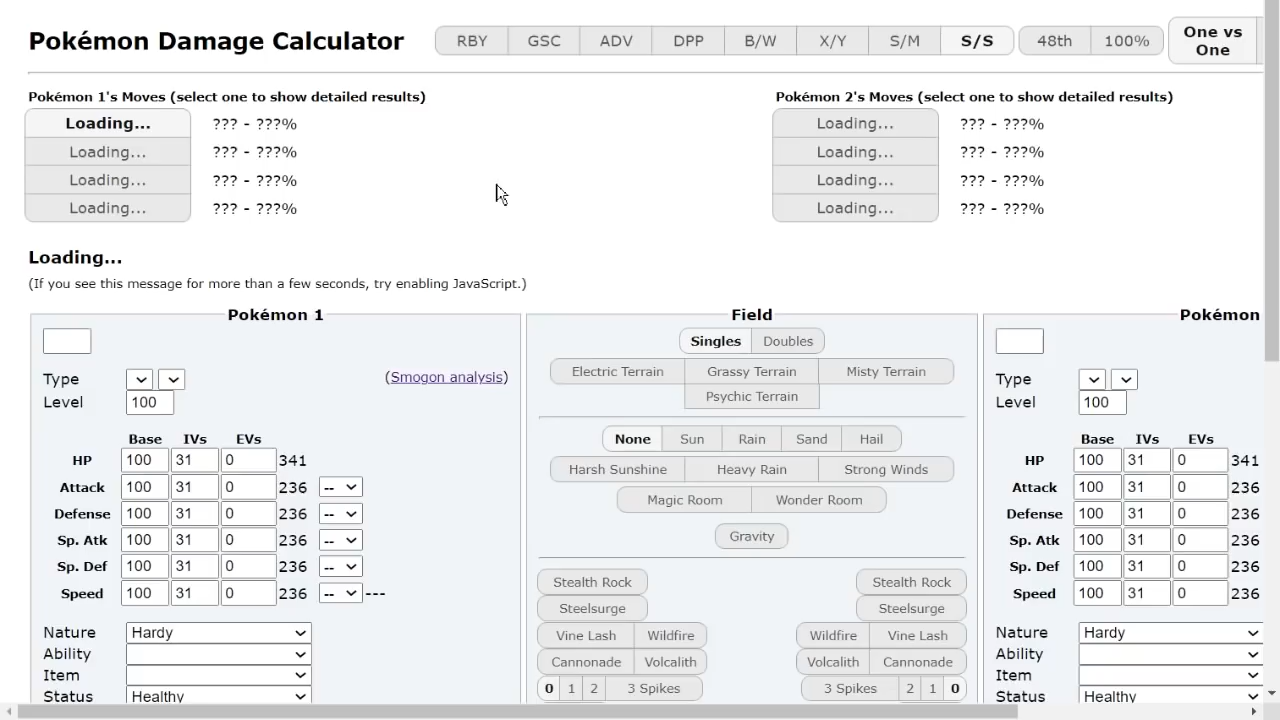 Pokémon Damage Calculator RBY GSC ADV DPP B/W X/Y S/M S/S 48th 100% One vs One
Pokémon 1's Moves (select one to show detailed results) Pokémon 2's Moves (select one to show detailed results)
Loading... ??? - ???% Loading... ??? - ???%
Loading... ??? - ???% Loading... ??? - ???%
Loading... ??? - ???% Loading... ??? - ???%
Loading... ??? - ???% Loading... ??? - ???%
Loading...
(If you see this message for more than a few seconds, try enabling JavaScript.)
Pokémon 1
Type (Smogon analysis)
Level 100
Base IVs EVs
HP 100 31 0 341
Attack 100 31 0 236 --
Defense 100 31 0 236 --
Sp. Atk 100 31 0 236 --
Sp. Def 100 31 0 236 --
Speed 100 31 0 236 -- ---
Nature Hardy
Ability
Item
Status Healthy
Field
Singles Doubles
Electric Terrain Grassy Terrain Misty Terrain
Psychic Terrain
None Sun Rain Sand Hail
Harsh Sunshine Heavy Rain Strong Winds
Magic Room Wonder Room
Gravity
Stealth Rock Stealth Rock
Steelsurge Steelsurge
Vine Lash Wildfire Wildfire Vine Lash
Cannonade Volcalith Volcalith Cannonade
0 1 2 3 Spikes 3 Spikes 2 1 0
Pokémon
Type
Level 100
Base IVs EVs
HP 100 31 0 341
Attack 100 31 0 236
Defense 100 31 0 236
Sp. Atk 100 31 0 236
Sp. Def 100 31 0 236
Speed 100 31 0 236
Nature Hardy
Ability
Item
Status Healthy